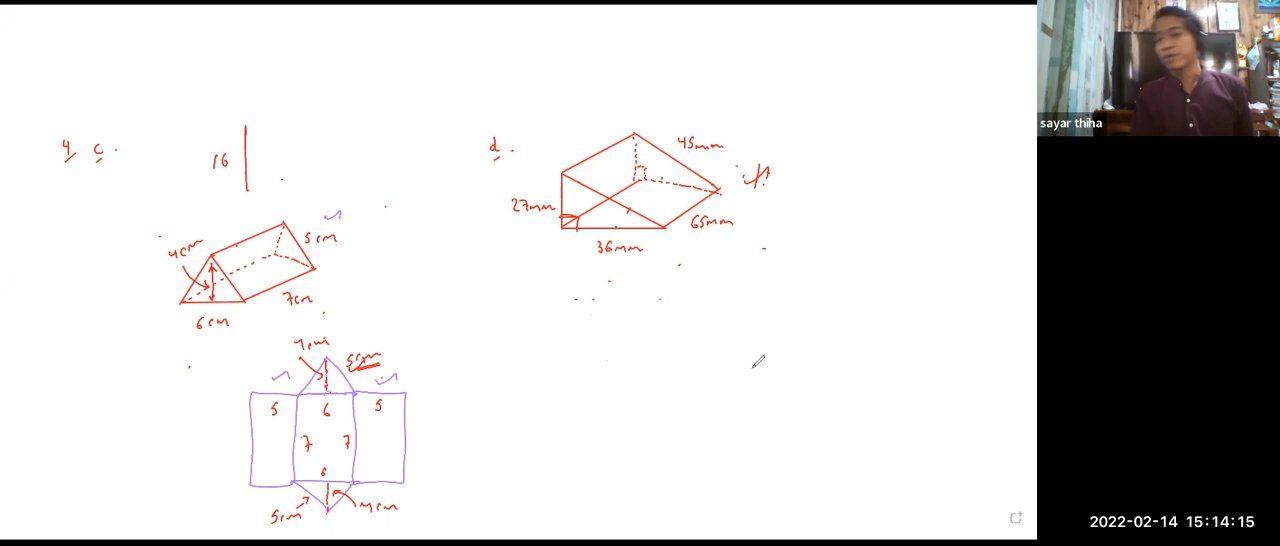 4 c.
16
4cm
5cm
7cm
6cm
4cm
5cm
5 6 5
7 7
6
5cm 4cm
d.
45mm
27mm
65mm
36mm
sayar thiha
2022-02-14 15:14:15